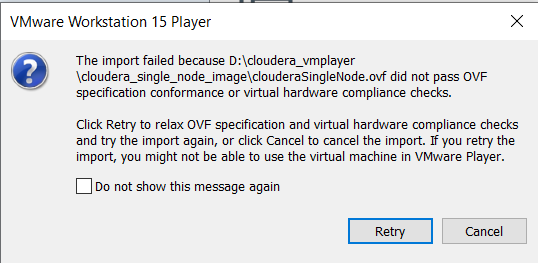 VMware Workstation 15 Player
The import failed because D:\cloudera_vmplayer
\cloudera_single_node_image\clouderaSingleNode.ovf did not pass OVF
specification conformance or virtual hardware compliance checks.
Click Retry to relax OVF specification and virtual hardware compliance checks
and try the import again, or click Cancel to cancel the import. If you retry the
import, you might not be able to use the virtual machine in VMware Player.
Do not show this message again
Retry Cancel